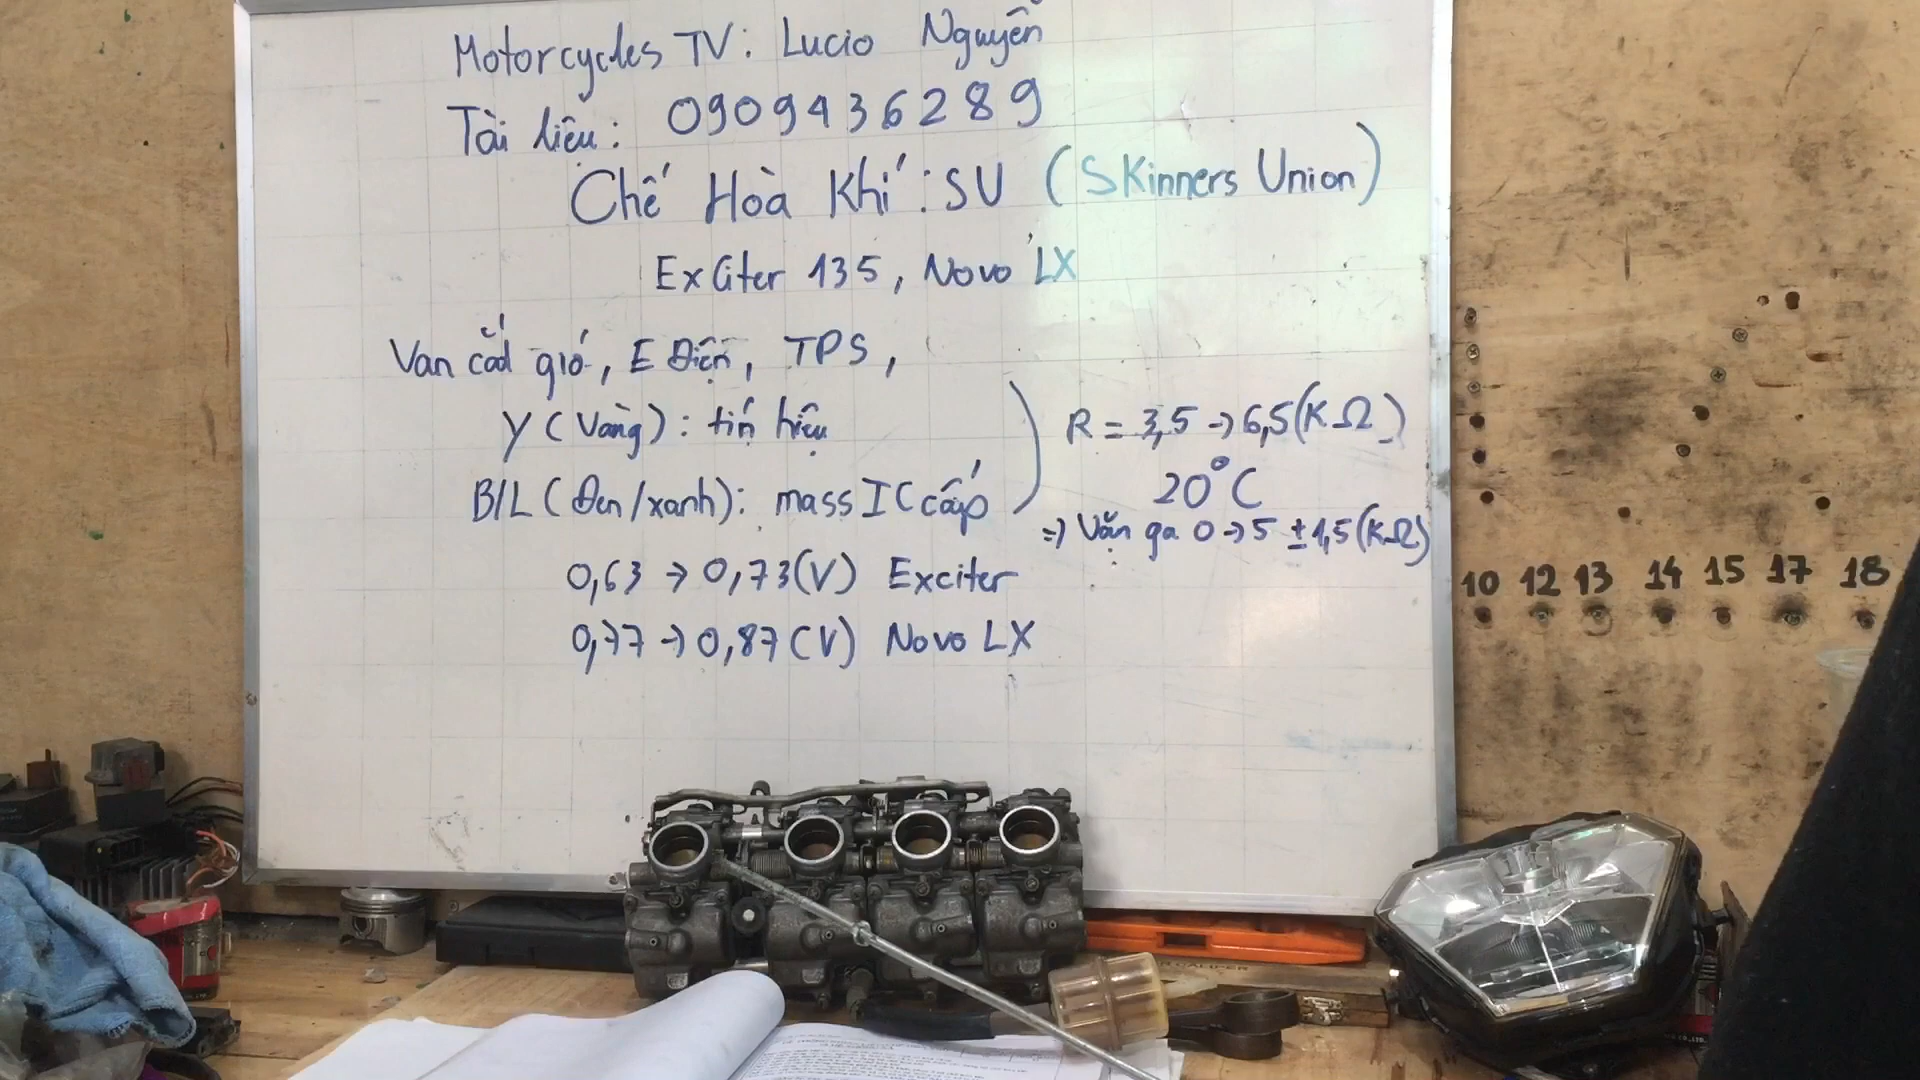 Motorcycles TV: Lucio Nguyễn
Tài liệu: 0909436289
Chế Hoà Khí: SU (Skinners Union)
Exciter 135, Novo LX
Van cắt gió, E Điện, TPS,
Y (Vàng): tín hiệu
B/L (Đen/xanh): mass IC cấp
R = 3,5 → 6,5 (KΩ)
20°C
=> Vặn ga 0 → 5 ± 1,5 (KΩ)
0,63 → 0,73 (V) Exciter
0,77 → 0,87 (V) Novo LX
10 12 13 14 15 17 18
CALIPER